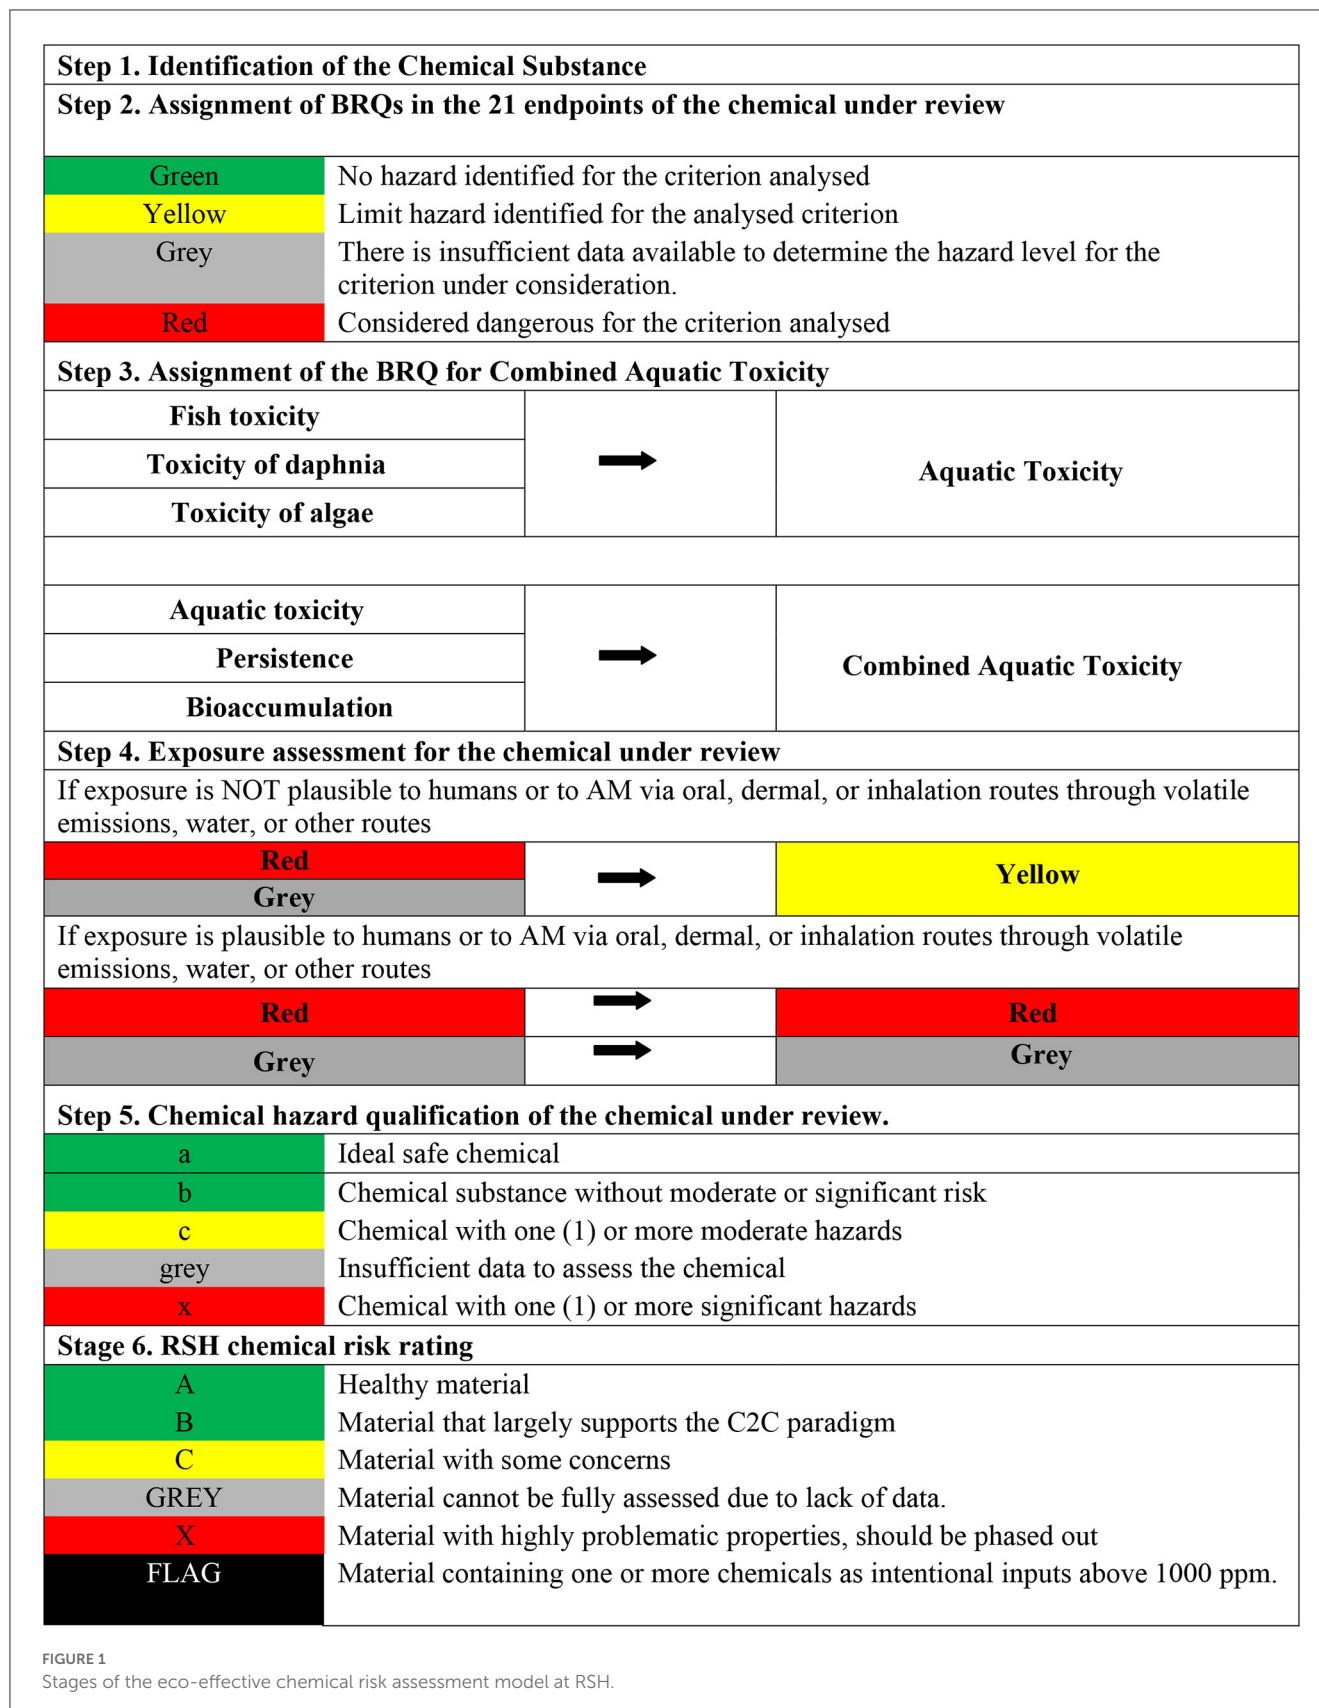 Step 1. Identification of the Chemical Substance
Step 2. Assignment of BRQs in the 21 endpoints of the chemical under review
Green No hazard identified for the criterion analysed
Yellow Limit hazard identified for the analysed criterion
Grey There is insufficient data available to determine the hazard level for the
criterion under consideration.
Red Considered dangerous for the criterion analysed
Step 3. Assignment of the BRQ for Combined Aquatic Toxicity
Fish toxicity
Toxicity of daphnia
Aquatic Toxicity
Toxicity of algae
Aquatic toxicity
Persistence
Combined Aquatic Toxicity
Bioaccumulation
Step 4. Exposure assessment for the chemical under review
If exposure is NOT plausible to humans or to AM via oral, dermal, or inhalation routes through volatile
emissions, water, or other routes
Red
Yellow
Grey
If exposure is plausible to humans or to AM via oral, dermal, or inhalation routes through volatile
emissions, water, or other routes
Red Red
Grey Grey
Step 5. Chemical hazard qualification of the chemical under review.
a Ideal safe chemical
b Chemical substance without moderate or significant risk
c Chemical with one (1) or more moderate hazards
grey Insufficient data to assess the chemical
x Chemical with one (1) or more significant hazards
Stage 6. RSH chemical risk rating
A Healthy material
B Material that largely supports the C2C paradigm
C Material with some concerns
GREY Material cannot be fully assessed due to lack of data.
X Material with highly problematic properties, should be phased out
FLAG Material containing one or more chemicals as intentional inputs above 1000 ppm.
FIGURE 1
Stages of the eco-effective chemical risk assessment model at RSH.